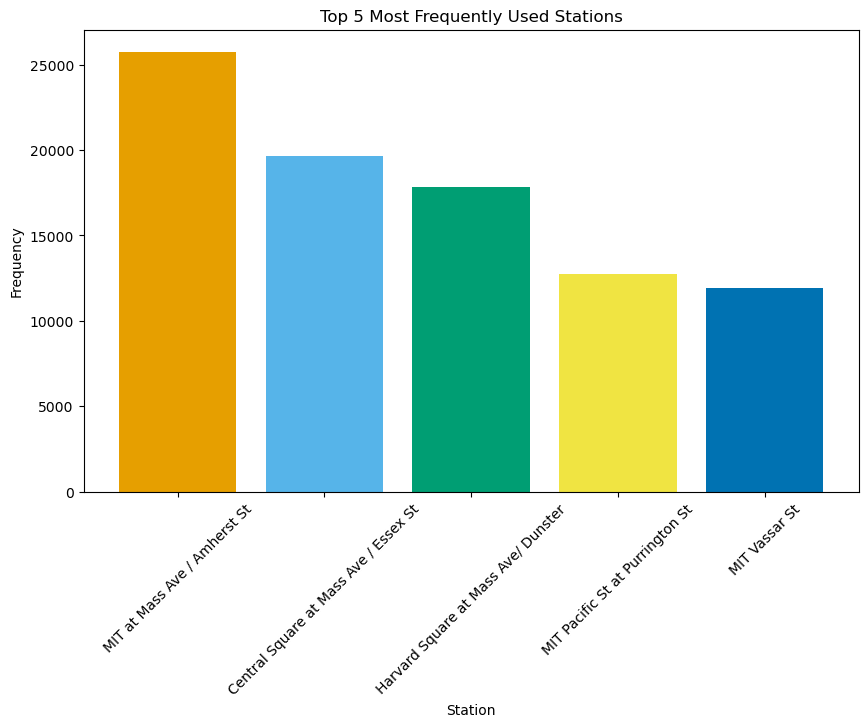 Top 5 Most Frequently Used Stations
25000
20000
15000
10000
5000
0
Frequency
MIT at Mass Ave / Amherst St
Central Square at Mass Ave / Essex St
Harvard Square at Mass Ave/ Dunster
MIT Pacific St at Purrington St
MIT Vassar St
Station